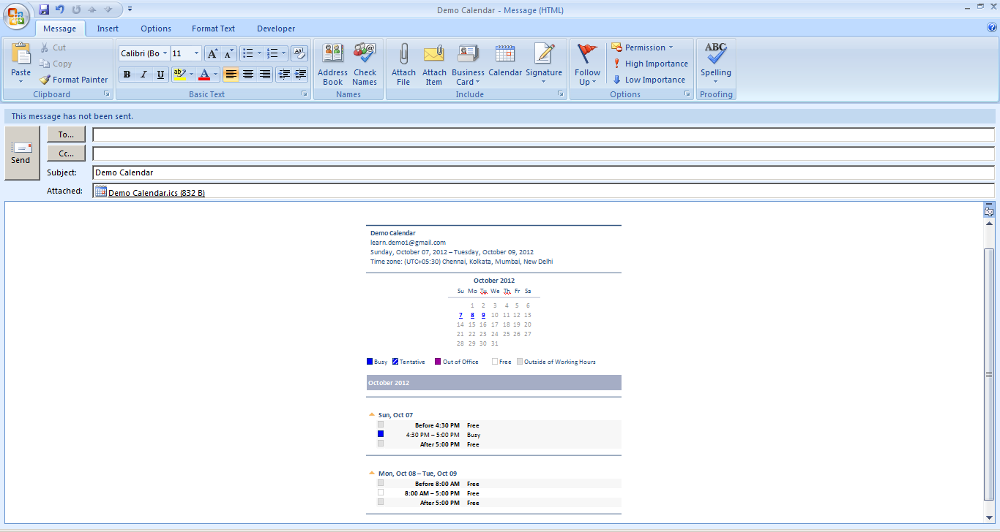 Demo Calendar - Message (HTML)
Message Insert Options Format Text Developer
Paste
Cut
Copy
Format Painter
Clipboard
Calibri (Bo 11
B I U
Basic Text
Address Book
Check Names
Names
Attach File
Attach Item
Business Card
Calendar
Signature
Include
Follow Up
Permission
High Importance
Low Importance
Options
ABC
Spelling
Proofing
This message has not been sent.
Send
To...
Cc...
Subject: Demo Calendar
Attached: Demo Calendar.ics (832 B)
Demo Calendar
learn.demo1@gmail.com
Sunday, October 07, 2012 – Tuesday, October 09, 2012
Time zone: (UTC+05:30) Chennai, Kolkata, Mumbai, New Delhi
October 2012
Su Mo Tu We Th Fr Sa
1 2 3 4 5 6
7 8 9 10 11 12 13
14 15 16 17 18 19 20
21 22 23 24 25 26 27
28 29 30 31
Busy Tentative Out of Office Free Outside of Working Hours
October 2012
Sun, Oct 07
Before 4:30 PM Free
4:30 PM – 5:00 PM Busy
After 5:00 PM Free
Mon, Oct 08 – Tue, Oct 09
Before 8:00 AM Free
8:00 AM – 5:00 PM Free
After 5:00 PM Free